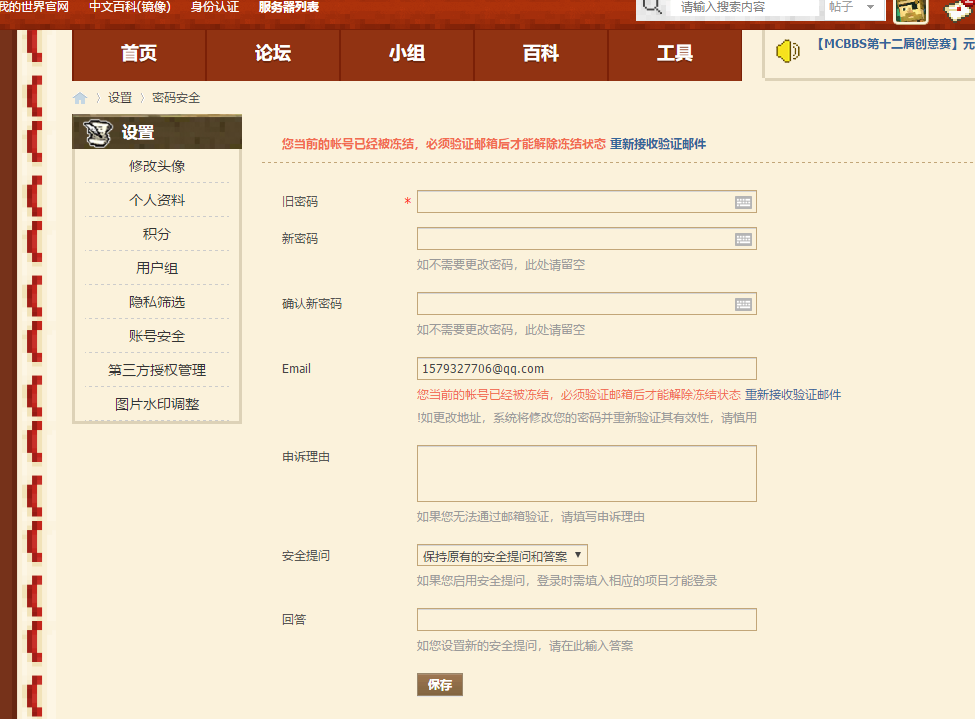 我的世界官网 中文百科(镜像) 身份认证 服务器列表 请输入搜索内容 帖子
首页 论坛 小组 百科 工具 【MCBBS第十二届创意赛】元
设置 密码安全
设置
修改头像
个人资料
积分
用户组
隐私筛选
账号安全
第三方授权管理
图片水印调整
您当前的帐号已经被冻结，必须验证邮箱后才能解除冻结状态 重新接收验证邮件
旧密码 *
新密码
如不需要更改密码，此处请留空
确认新密码
如不需要更改密码，此处请留空
Email 1579327706@qq.com
您当前的帐号已经被冻结，必须验证邮箱后才能解除冻结状态 重新接收验证邮件
!如更改地址，系统将修改您的密码并重新验证其有效性，请慎用
申诉理由
如果您无法通过邮箱验证，请填写申诉理由
安全提问 保持原有的安全提问和答案
如果您启用安全提问，登录时需填入相应的项目才能登录
回答
如您设置新的安全提问，请在此输入答案
保存